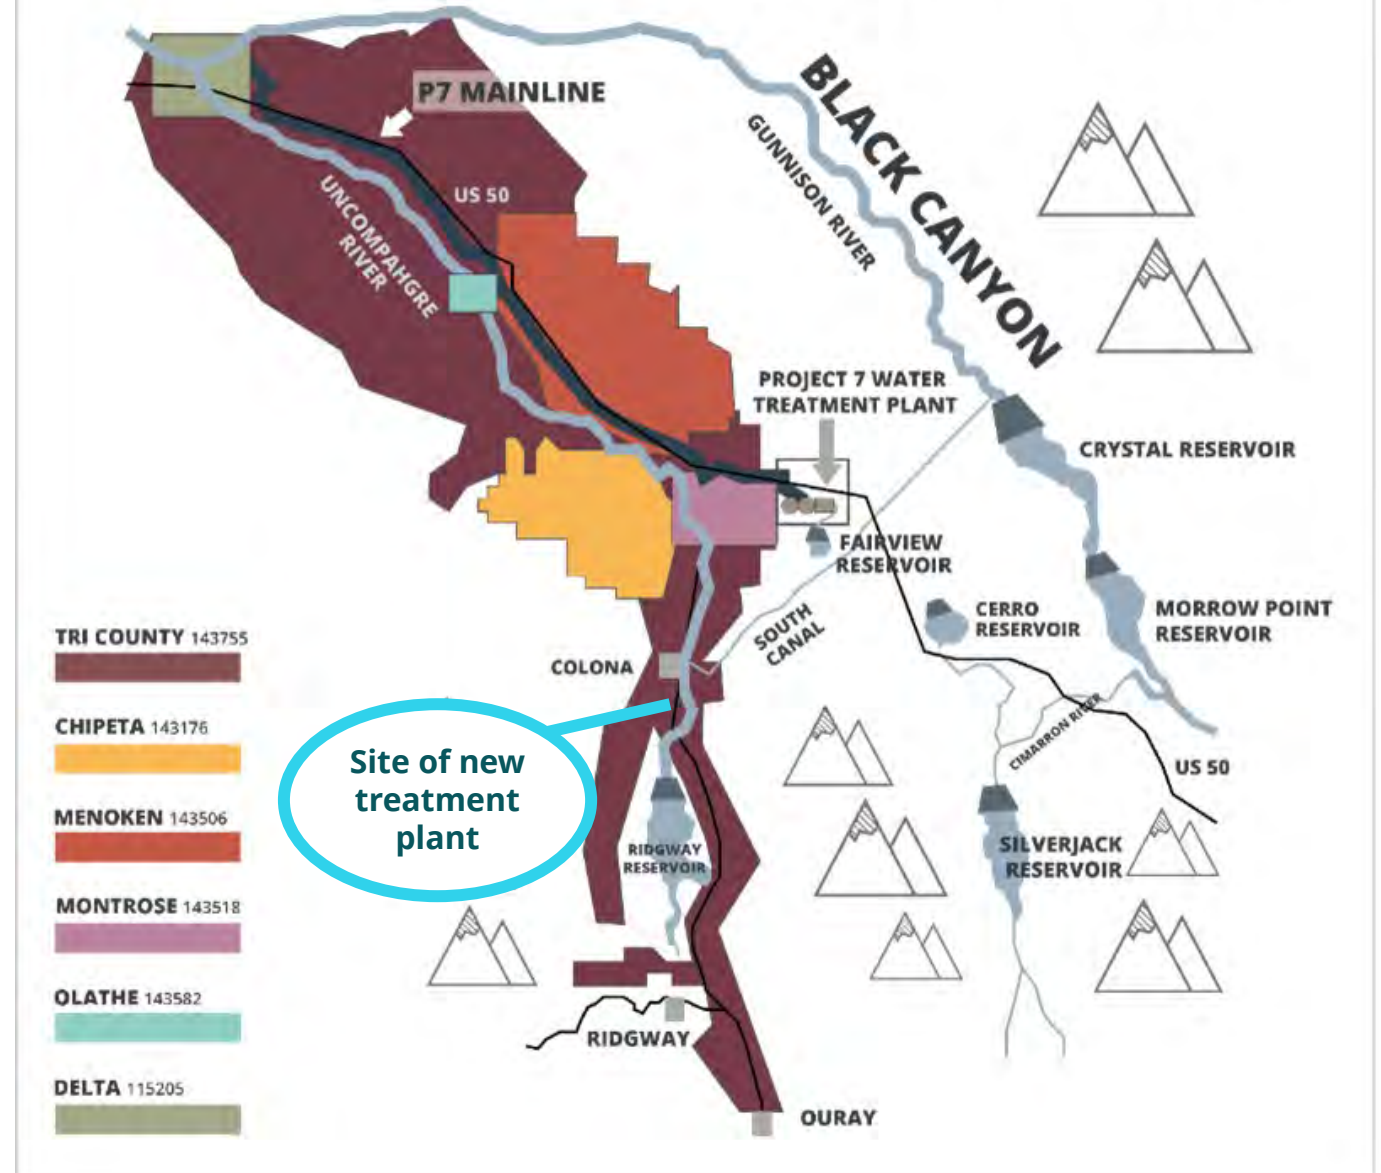 P7 MAINLINE
BLACK CANYON
GUNNISON RIVER
US 50
UNCOMPAHGRE
RIVER
PROJECT 7 WATER
TREATMENT PLANT
CRYSTAL RESERVOIR
FAIRVIEW
RESERVOIR
CERRO
RESERVOIR
MORROW POINT
RESERVOIR
SOUTH
CANAL
COLONA
CIMARRON RIVER
US 50
Site of new
treatment
plant
RIDGWAY
RESERVOIR
SILVERJACK
RESERVOIR
RIDGWAY
OURAY
TRI COUNTY 143755
CHIPETA 143176
MENOKEN 143506
MONTROSE 143518
OLATHE 143582
DELTA 115205